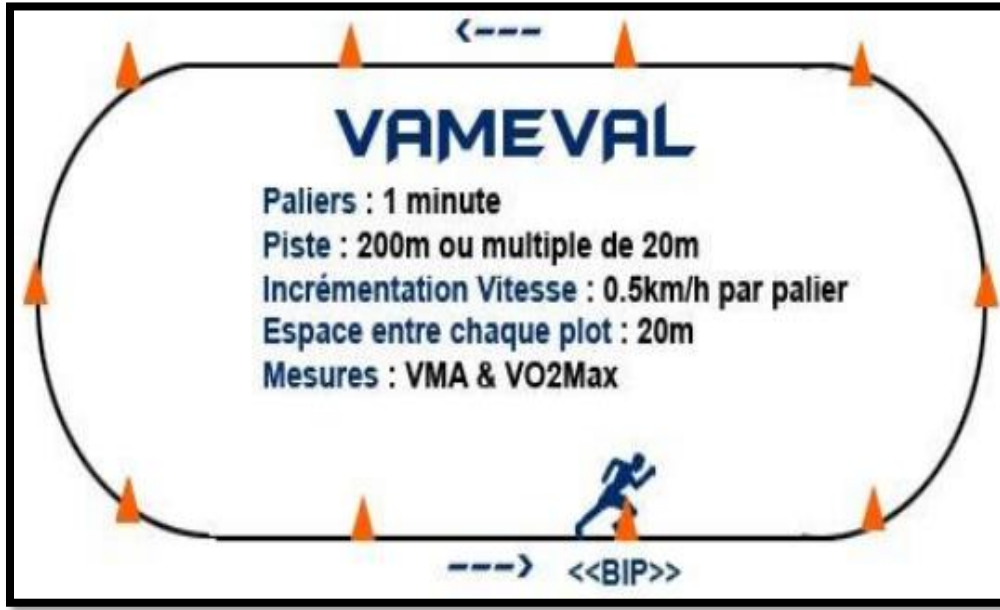 <---
VAMEVAL
Paliers : 1 minute
Piste : 200m ou multiple de 20m
Incrémentation Vitesse : 0.5km/h par palier
Espace entre chaque plot : 20m
Mesures : VMA & VO2Max
---> <<BIP>>